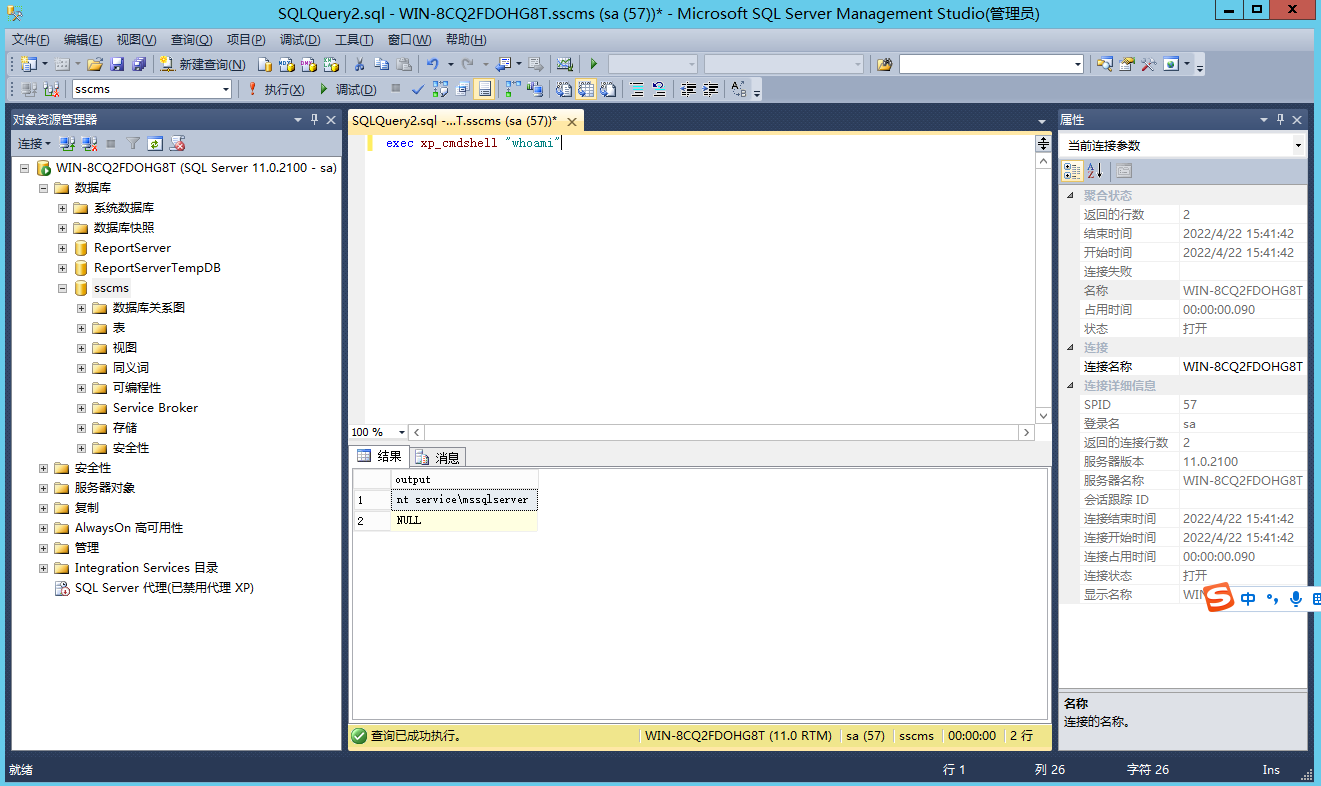 SQLQuery2.sql - WIN-8CQ2FDOHG8T.sscms (sa (57))* - Microsoft SQL Server Management Studio(管理员)
文件(F) 编辑(E) 视图(V) 查询(Q) 项目(P) 调试(D) 工具(T) 窗口(W) 帮助(H)
新建查询(N)
sscms 执行(X) 调试(D)
对象资源管理器
连接
WIN-8CQ2FDOHG8T (SQL Server 11.0.2100 - sa)
数据库
系统数据库
数据库快照
ReportServer
ReportServerTempDB
sscms
数据库关系图
表
视图
同义词
可编程性
Service Broker
存储
安全性
安全性
服务器对象
复制
AlwaysOn 高可用性
管理
Integration Services 目录
SQL Server 代理(已禁用代理 XP)
SQLQuery2.sql -...T.sscms (sa (57))*
exec xp_cmdshell "whoami"
100 %
结果 消息
output
1 nt service\mssqlserver
2 NULL
查询已成功执行。 WIN-8CQ2FDOHG8T (11.0 RTM) sa (57) sscms 00:00:00 2 行
属性
当前连接参数
聚合状态
返回的行数 2
结束时间 2022/4/22 15:41:42
开始时间 2022/4/22 15:41:42
连接失败
名称 WIN-8CQ2FDOHG8T
占用时间 00:00:00.090
状态 打开
连接
连接名称 WIN-8CQ2FDOHG8T
连接详细信息
SPID 57
登录名 sa
返回的连接行数 2
服务器版本 11.0.2100
服务器名称 WIN-8CQ2FDOHG8T
会话跟踪 ID
连接结束时间 2022/4/22 15:41:42
连接开始时间 2022/4/22 15:41:42
连接占用时间 00:00:00.090
连接状态 打开
显示名称 WIN
中
名称
连接的名称。
就绪 行 1 列 26 字符 26 Ins